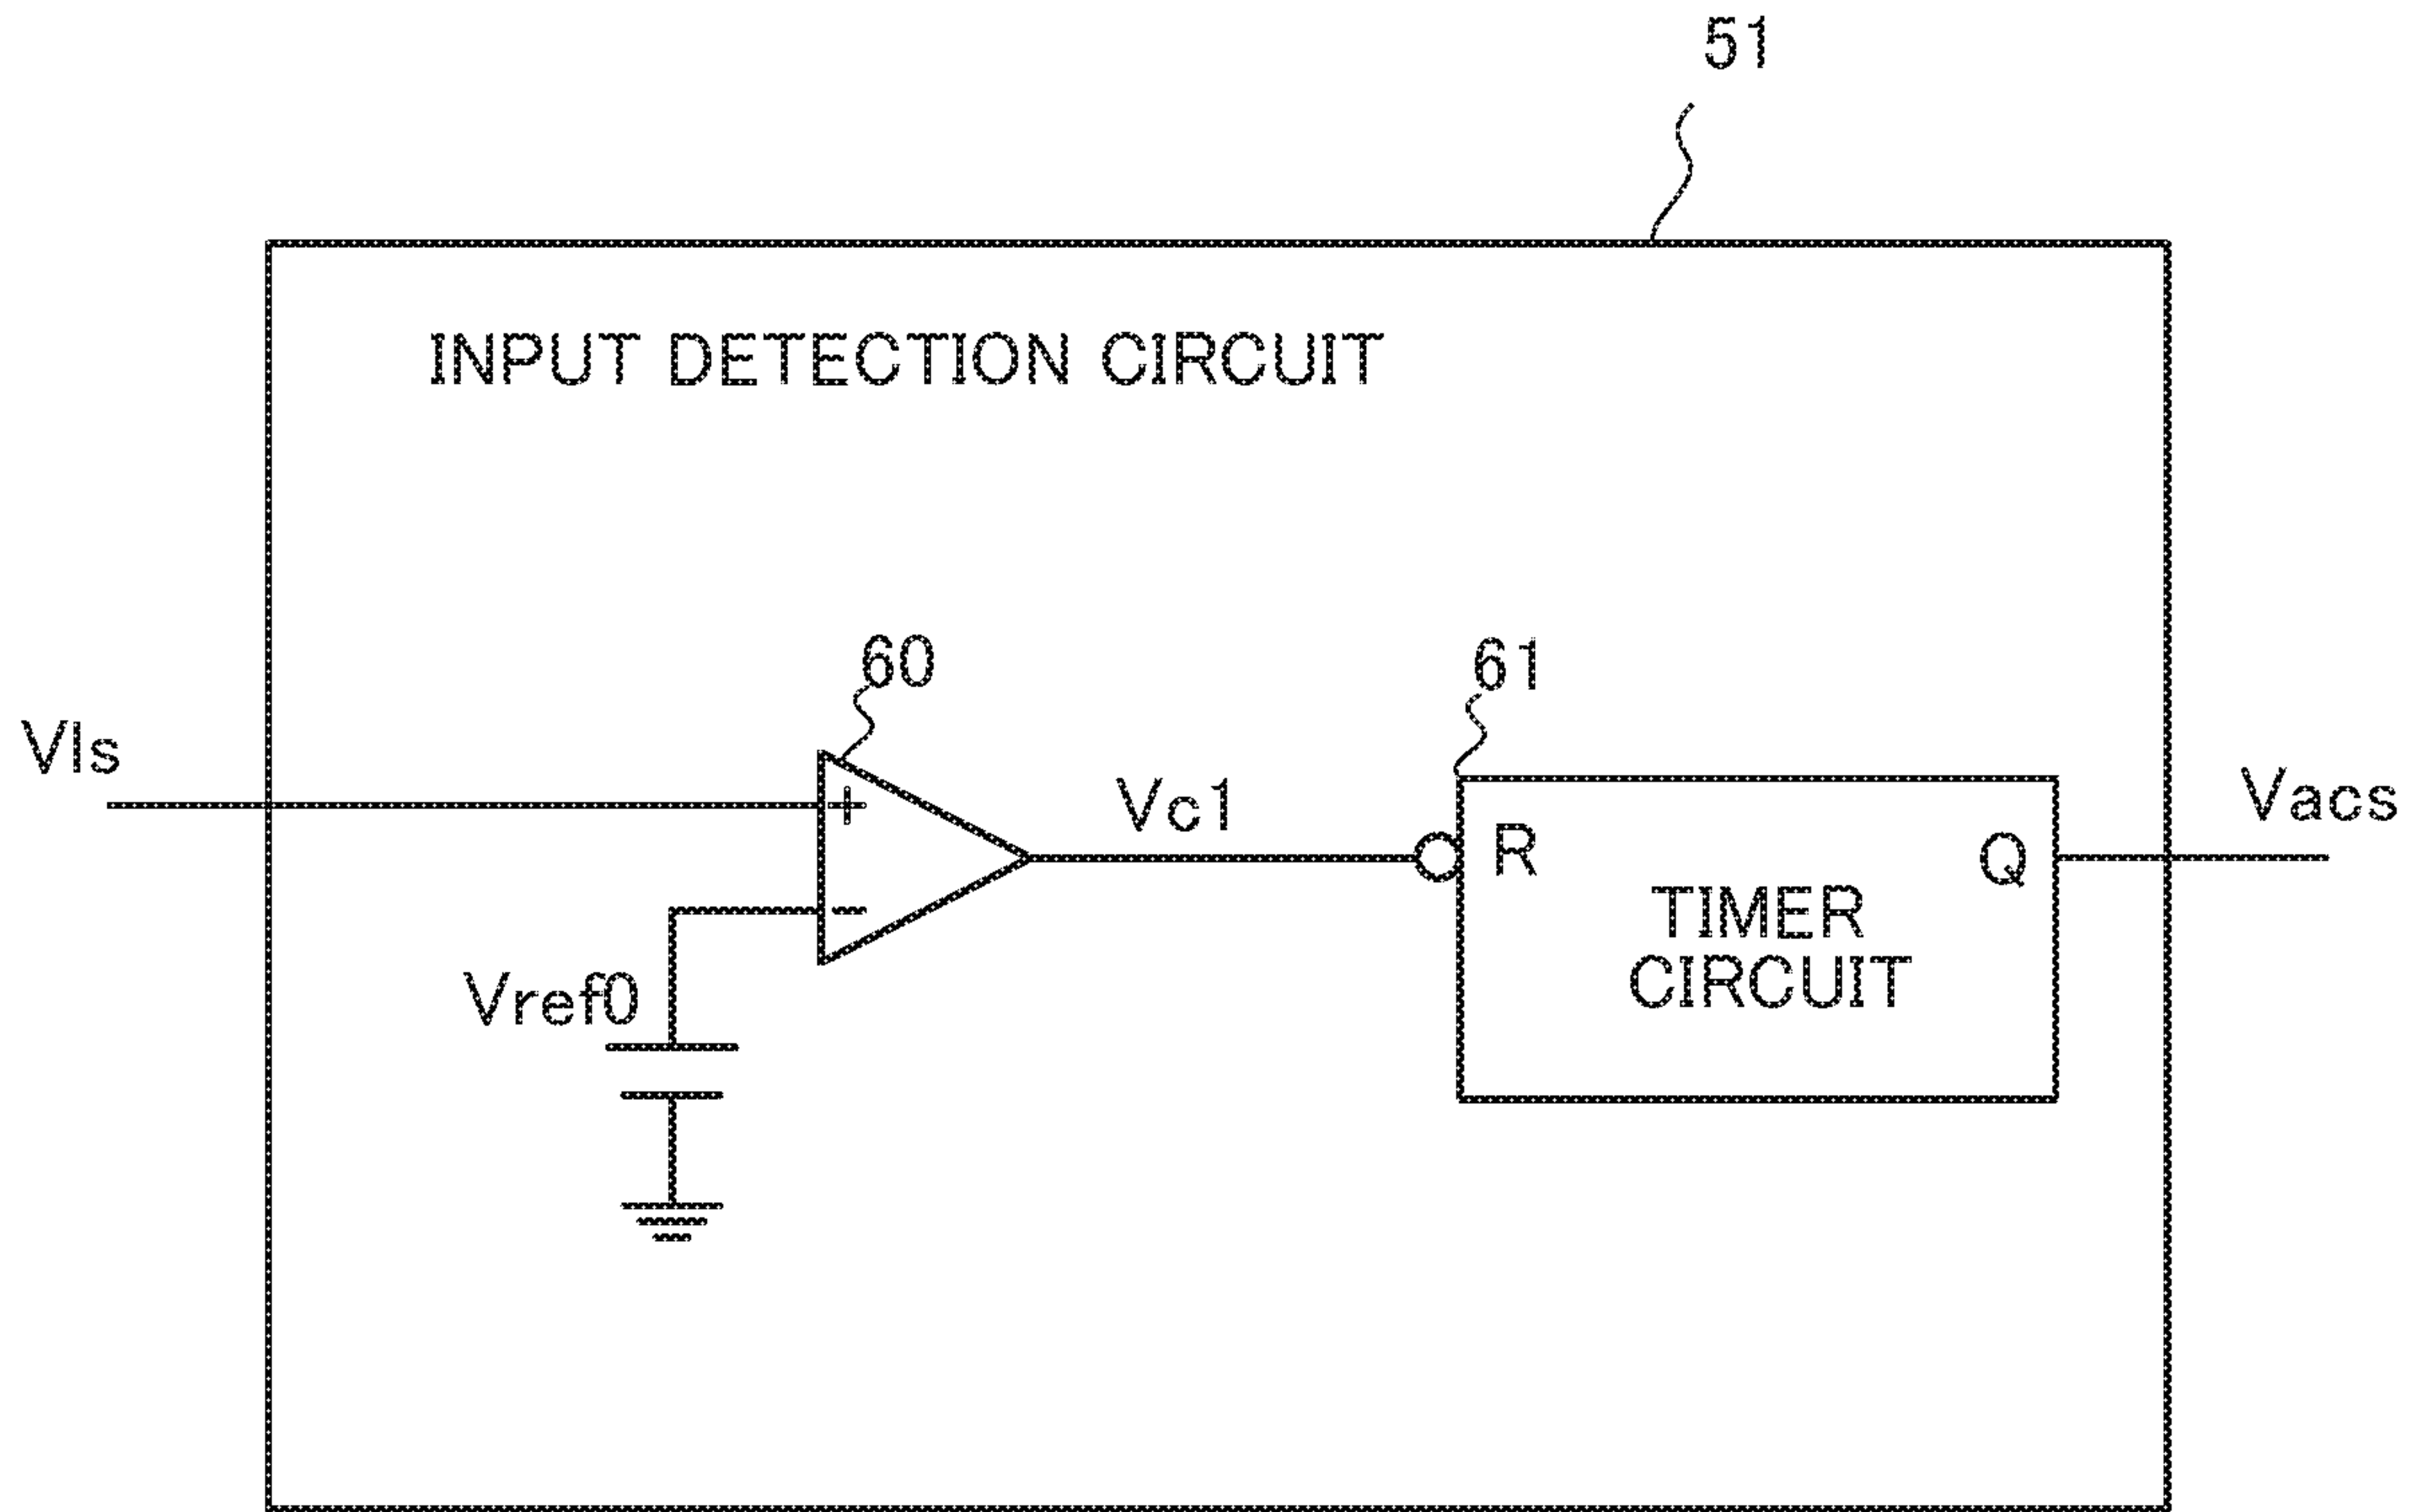 51
INPUT DETECTION CIRCUIT
60
61
VIs
Vc1
Vacs
+
R
Q
−
TIMER
CIRCUIT
Vref0